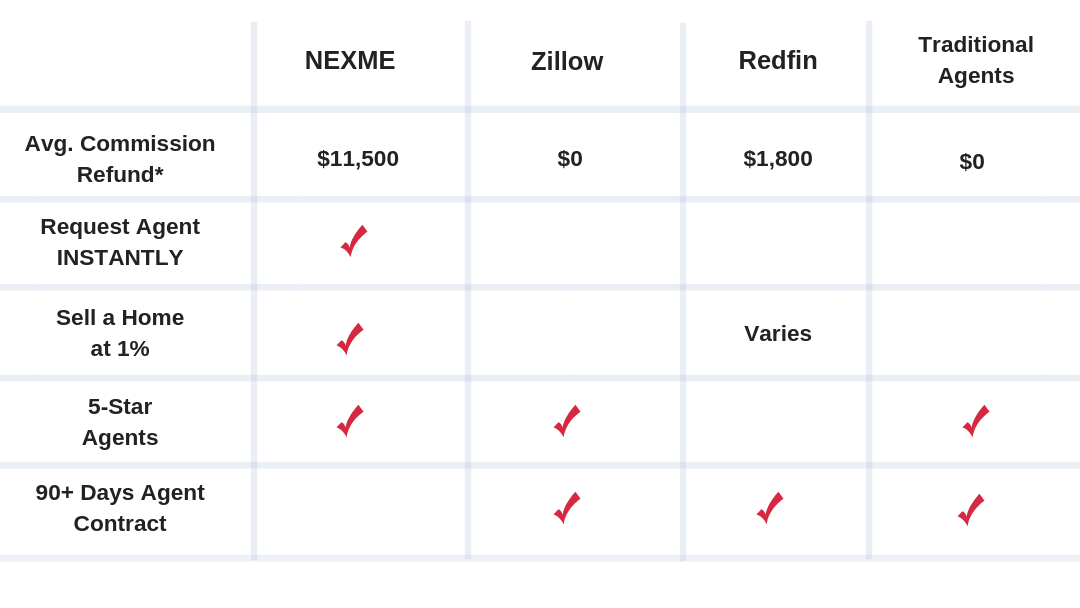 NEXME Zillow Redfin Traditional
Agents
Avg. Commission
Refund*
$11,500 $0 $1,800 $0
Request Agent
INSTANTLY
Sell a Home
at 1%
Varies
5-Star
Agents
90+ Days Agent
Contract